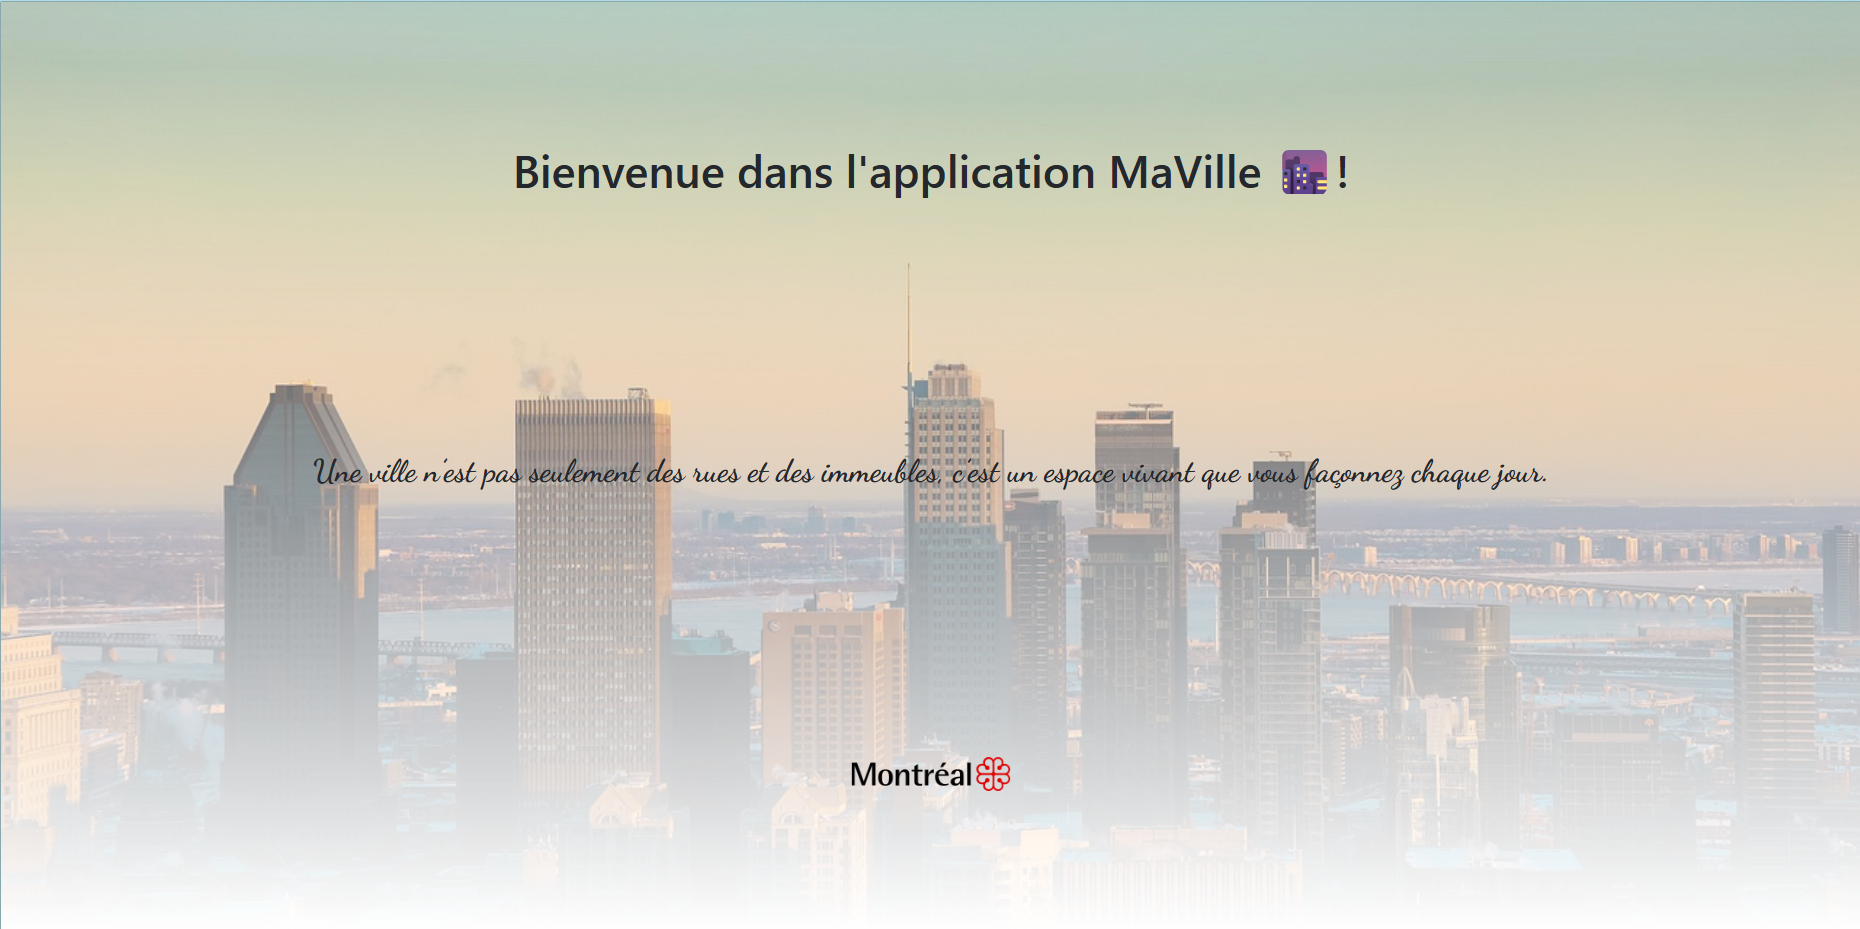 Bienvenue dans l'application MaVille 🌆 !
Une ville n'est pas seulement des rues et des immeubles, c'est un espace vivant que vous façonnez chaque jour.
Montréal